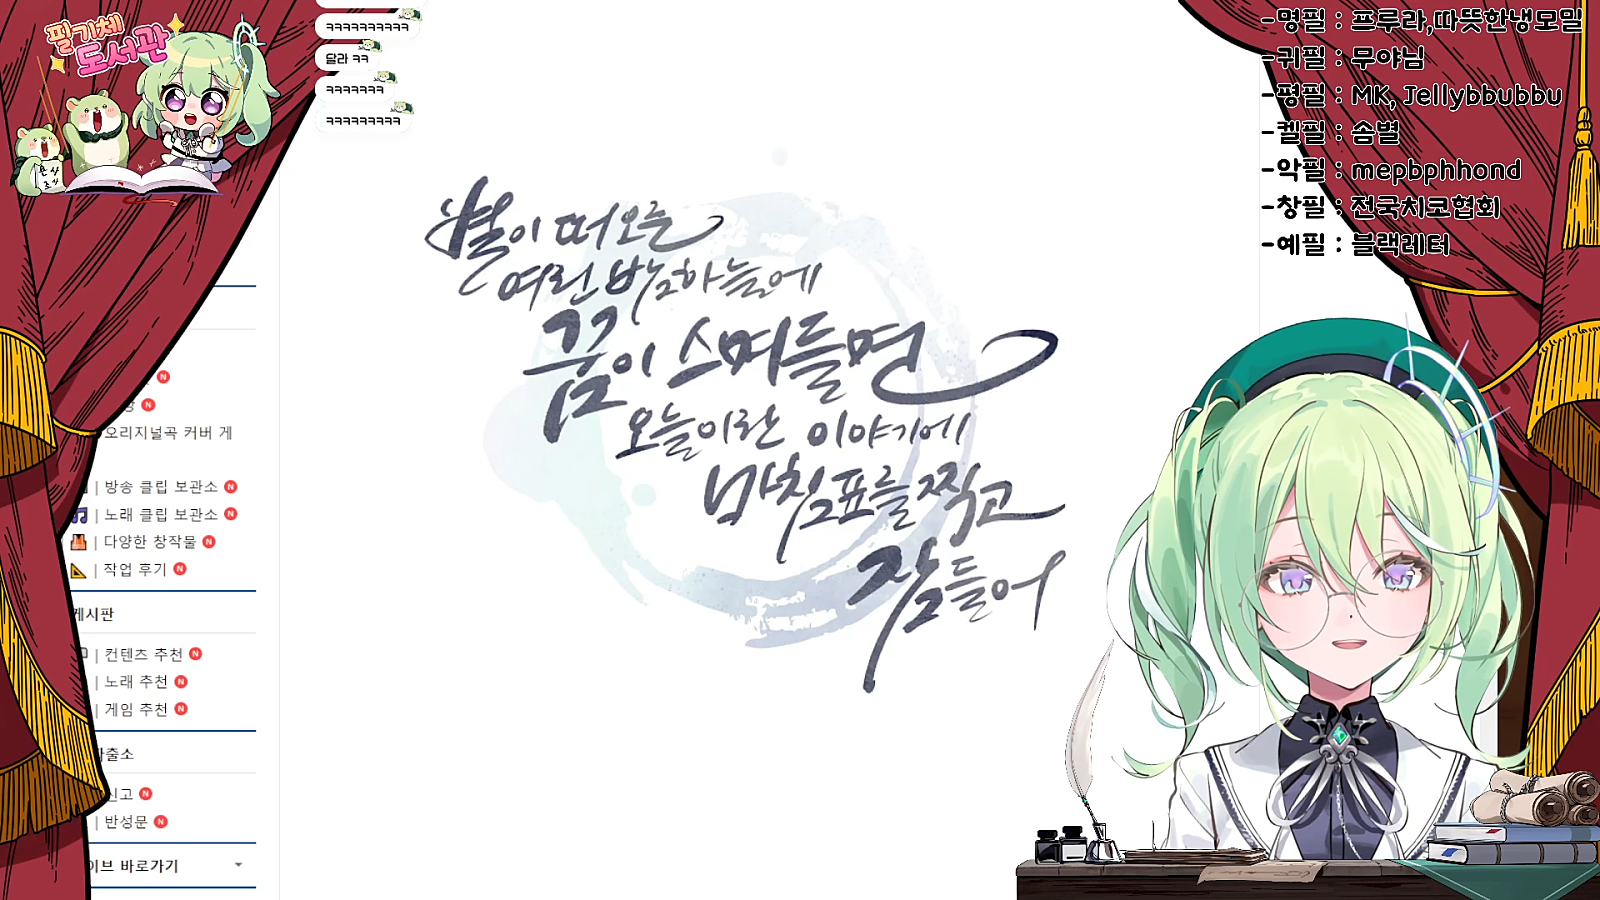 필기체
도서관
ㅋㅋㅋㅋㅋㅋㅋㅋㅋㅋ
달라 ㅋㅋ
ㅋㅋㅋㅋㅋㅋㅋ
ㅋㅋㅋㅋㅋㅋㅋㅋㅋ
-명필 : 프루라,따뜻한냉모밀
-귀필 : 무야님
-평필 : MK, Jellybbubbu
-켈필 : 솜별
-악필 : mepbphhond
-창필 : 전국치코협회
-예필 : 블랙레터
별이 떠오른
여린 밤하늘에
꿈이 스며들면
오늘이란 이야기에
마침표를 찍고
잠들어
N
N
오리지널곡 커버 게
| 방송 클립 보관소 N
| 노래 클립 보관소 N
| 다양한 창작물 N
| 작업 후기 N
게시판
| 컨텐츠 추천 N
| 노래 추천 N
| 게임 추천 N
출소
신고 N
반성문 N
이브 바로가기